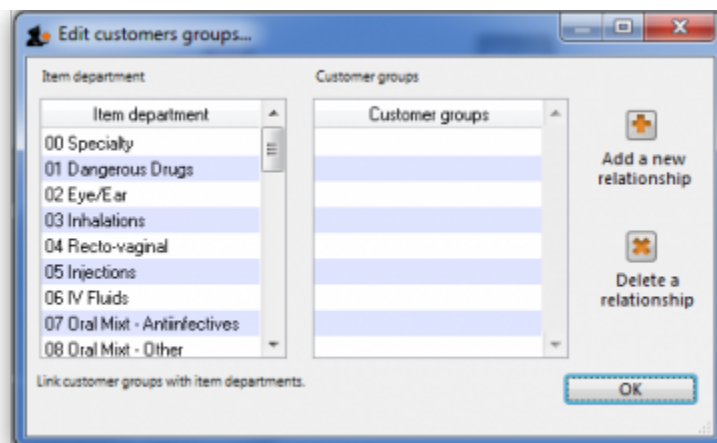 Edit customers groups...
Item department
Customer groups
Item department
Customer groups
00 Specialty
01 Dangerous Drugs
02 Eye/Ear
03 Inhalations
04 Recto-vaginal
05 Injections
06 IV Fluids
07 Oral Mixt - Antiinfectives
08 Oral Mixt - Other
Add a new
relationship
Delete a
relationship
Link customer groups with item departments.
OK